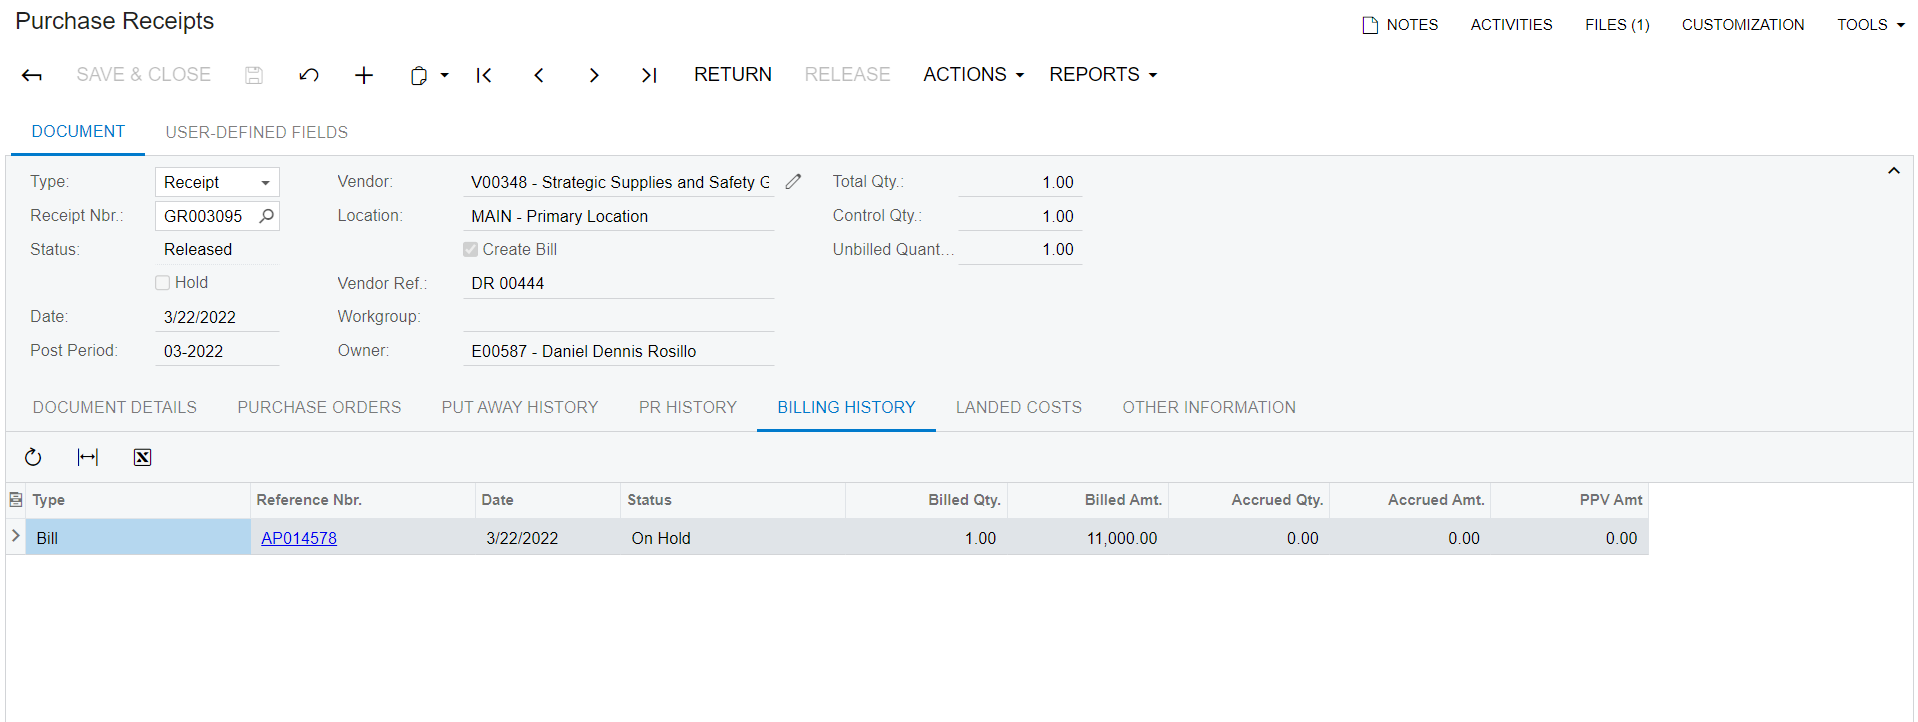 Purchase Receipts
NOTES ACTIVITIES FILES (1) CUSTOMIZATION TOOLS
SAVE & CLOSE RETURN RELEASE ACTIONS REPORTS
DOCUMENT USER-DEFINED FIELDS
Type: Receipt Vendor: V00348 - Strategic Supplies and Safety G Total Qty.: 1.00
Receipt Nbr.: GR003095 Location: MAIN - Primary Location Control Qty.: 1.00
Status: Released Create Bill Unbilled Quant... 1.00
Hold Vendor Ref.: DR 00444
Date: 3/22/2022 Workgroup:
Post Period: 03-2022 Owner: E00587 - Daniel Dennis Rosillo
DOCUMENT DETAILS PURCHASE ORDERS PUT AWAY HISTORY PR HISTORY BILLING HISTORY LANDED COSTS OTHER INFORMATION
Type Reference Nbr. Date Status Billed Qty. Billed Amt. Accrued Qty. Accrued Amt. PPV Amt
Bill AP014578 3/22/2022 On Hold 1.00 11,000.00 0.00 0.00 0.00